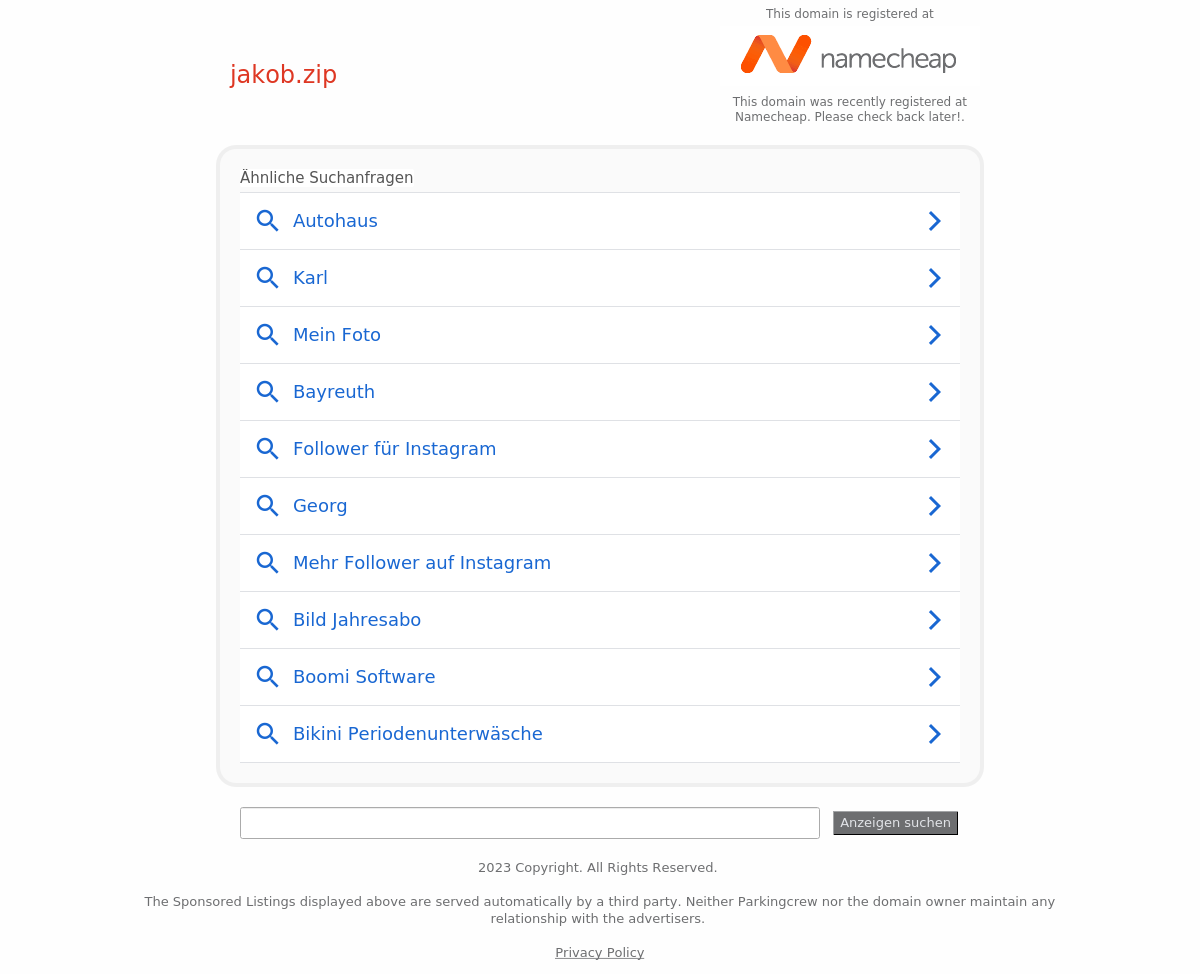 This domain is registered at
namecheap
jakob.zip
This domain was recently registered at
Namecheap. Please check back later!.
Ähnliche Suchanfragen
Autohaus
Karl
Mein Foto
Bayreuth
Follower für Instagram
Georg
Mehr Follower auf Instagram
Bild Jahresabo
Boomi Software
Bikini Periodenunterwäsche
Anzeigen suchen
2023 Copyright. All Rights Reserved.
The Sponsored Listings displayed above are served automatically by a third party. Neither Parkingcrew nor the domain owner maintain any
relationship with the advertisers.
Privacy Policy